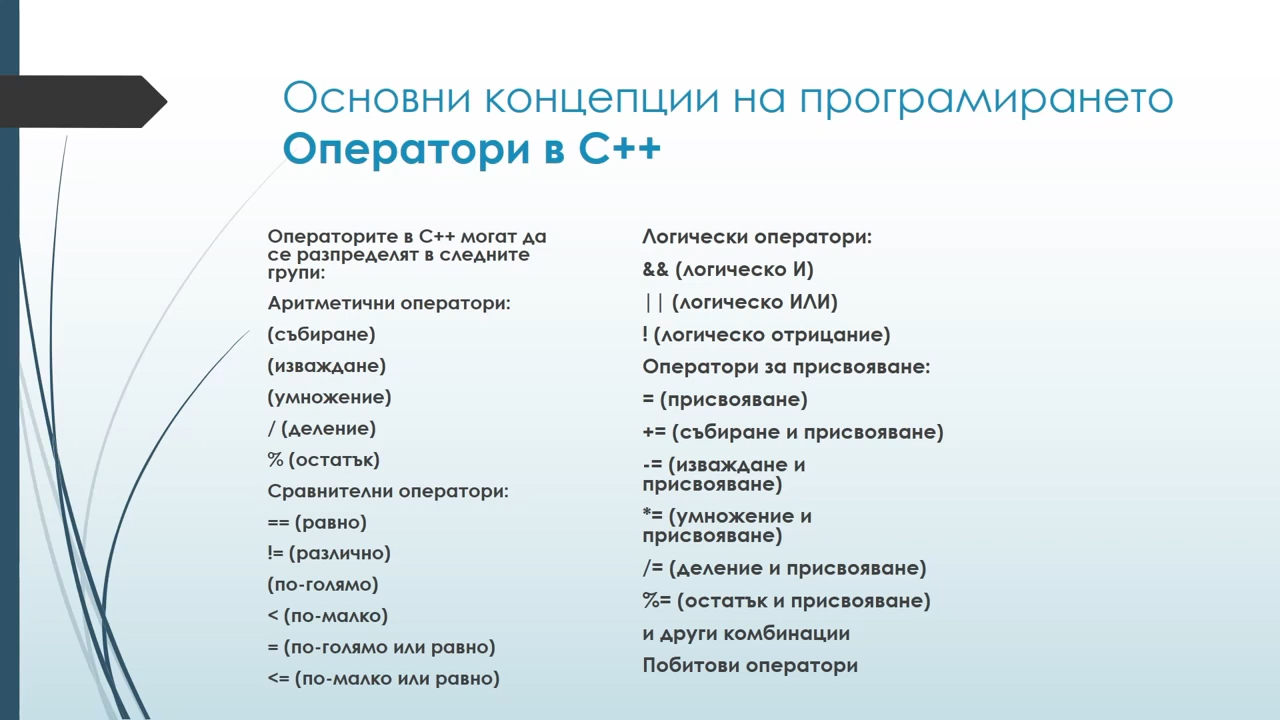 Основни концепции на програмирането
Оператори в C++
Операторите в C++ могат да
се разпределят в следните
групи:
Аритметични оператори:
(събиране)
(изваждане)
(умножение)
/ (деление)
% (остатък)
Сравнителни оператори:
== (равно)
!= (различно)
(по-голямо)
< (по-малко)
= (по-голямо или равно)
<= (по-малко или равно)
Логически оператори:
&& (логическо И)
|| (логическо ИЛИ)
! (логическо отрицание)
Оператори за присвояване:
= (присвояване)
+= (събиране и присвояване)
-= (изваждане и
присвояване)
*= (умножение и
присвояване)
/= (деление и присвояване)
%= (остатък и присвояване)
и други комбинации
Побитови оператори